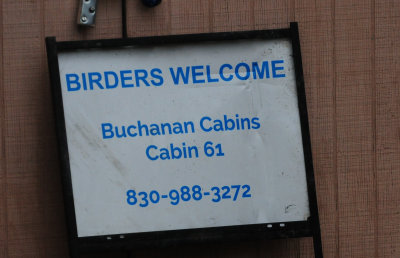 BIRDERS WELCOME
Buchanan Cabins
Cabin 61
830-988-3272